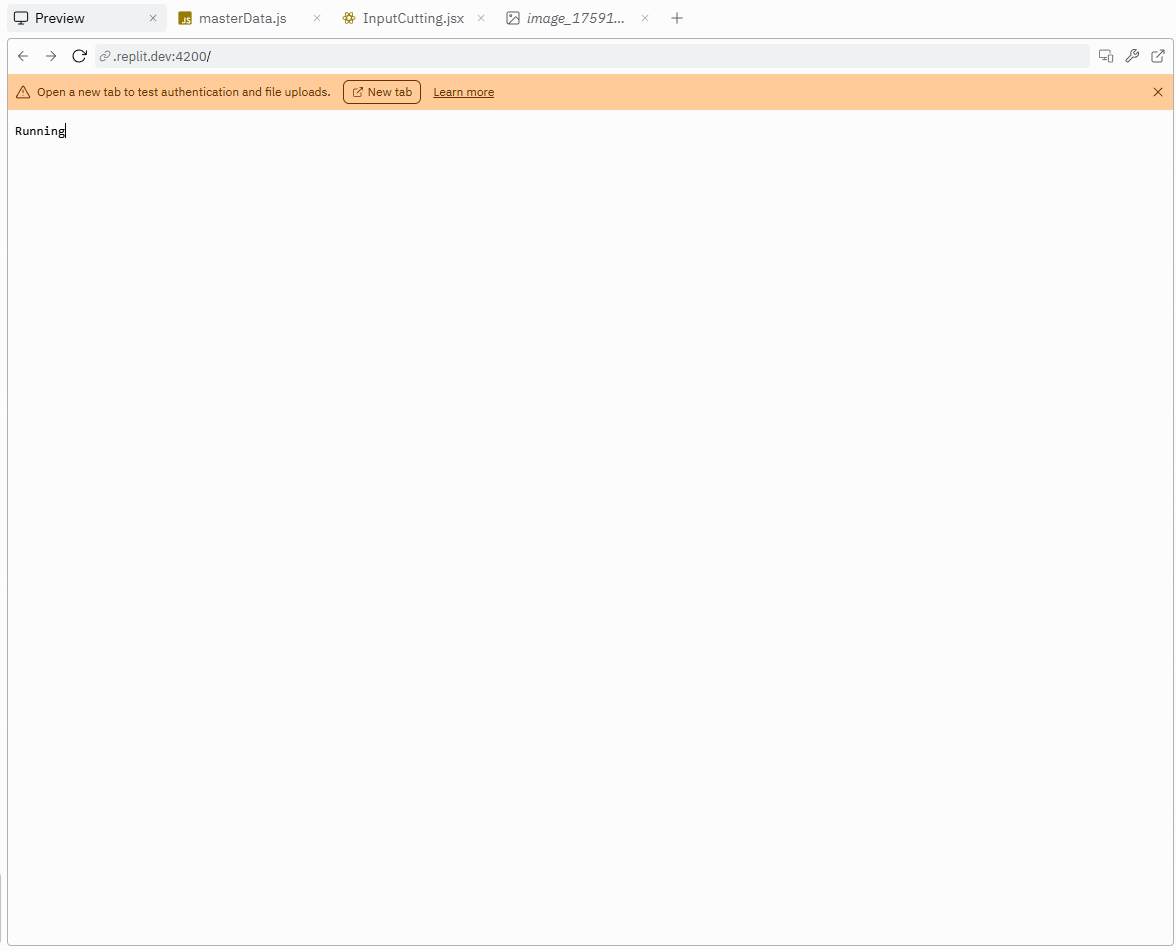 Preview masterData.js InputCutting.jsx image_17591...
.replit.dev:4200/
Open a new tab to test authentication and file uploads. New tab Learn more
Running